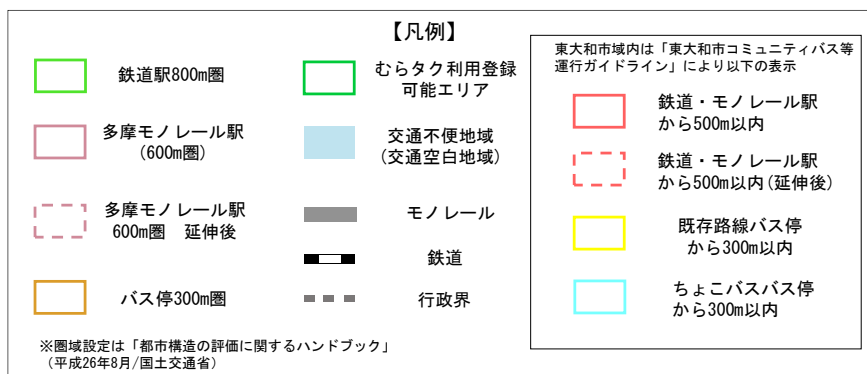 【凡例】
鉄道駅800m圏
多摩モノレール駅
(600m圏)
多摩モノレール駅
600m圏 延伸後
バス停300m圏
むらタク利用登録
可能エリア
交通不便地域
(交通空白地域)
モノレール
鉄道
行政界
※圏域設定は「都市構造の評価に関するハンドブック」
（平成26年8月/国土交通省）
東大和市域内は「東大和市コミュニティバス等
運行ガイドライン」により以下の表示
鉄道・モノレール駅
から500m以内
鉄道・モノレール駅
から500m以内(延伸後)
既存路線バス停
から300m以内
ちょこバスバス停
から300m以内